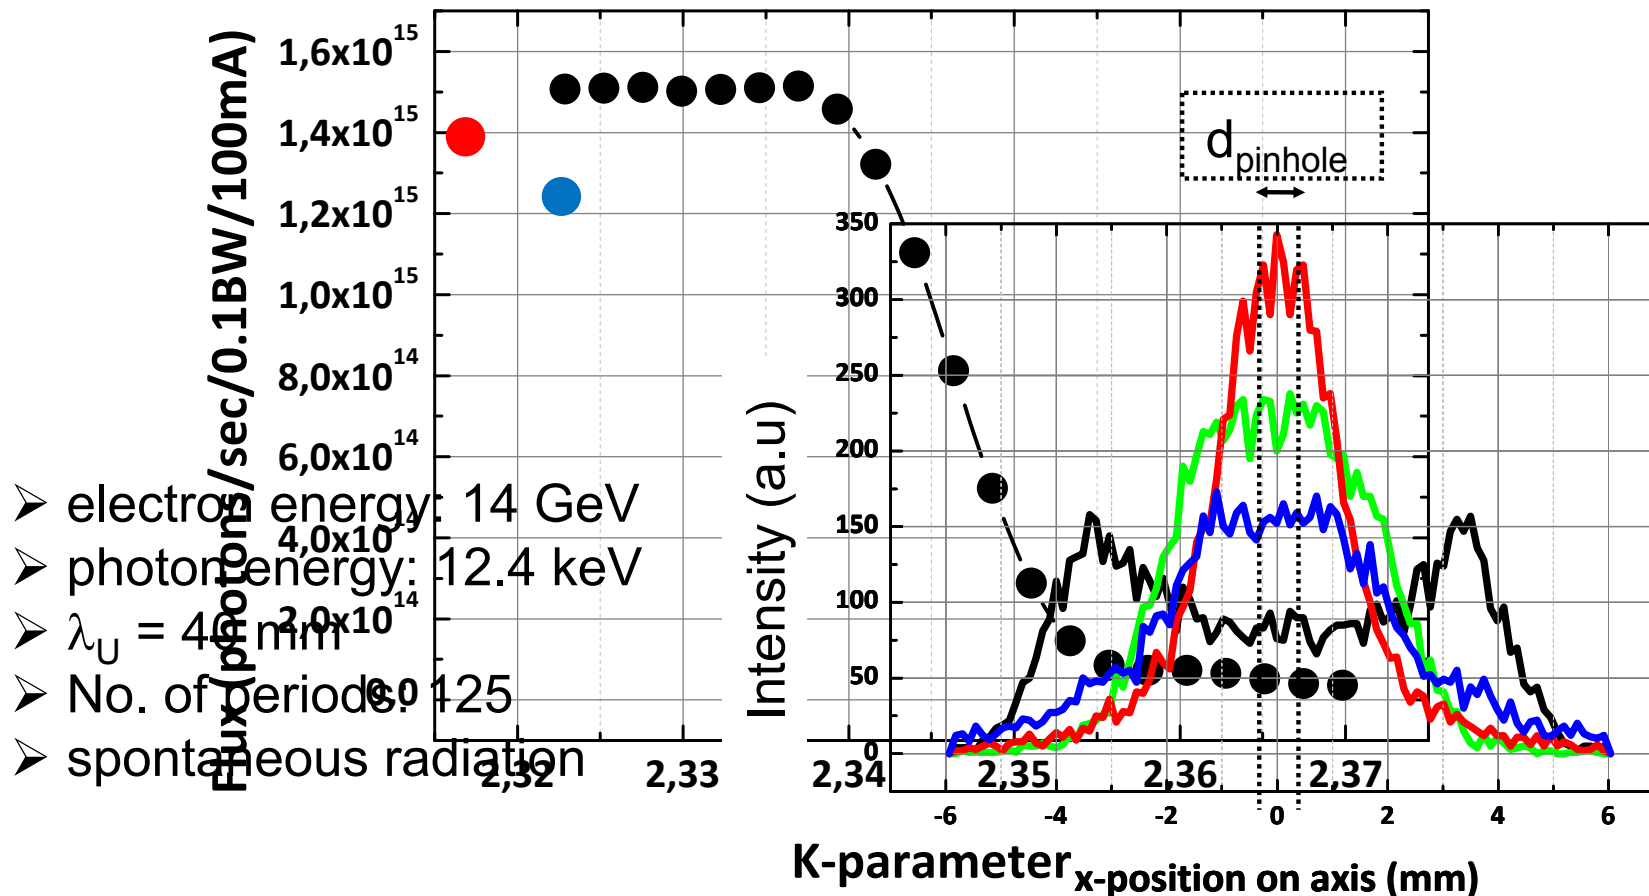 Flux (photons/sec/0.1BW/100mA)
1,6x10^15
1,4x10^15
1,2x10^15
1,0x10^15
8,0x10^14
6,0x10^14
4,0x10^14
2,0x10^14
0,0
2,32 2,33 2,34 2,35 2,36 2,37
K-parameter
d_pinhole
Intensity (a.u)
350
300
250
200
150
100
50
0
-6 -4 -2 0 2 4 6
x-position on axis (mm)
➢ electron energy: 14 GeV
➢ photon energy: 12.4 keV
➢ λ_U = 40 mm
➢ No. of periods: 125
➢ spontaneous radiation